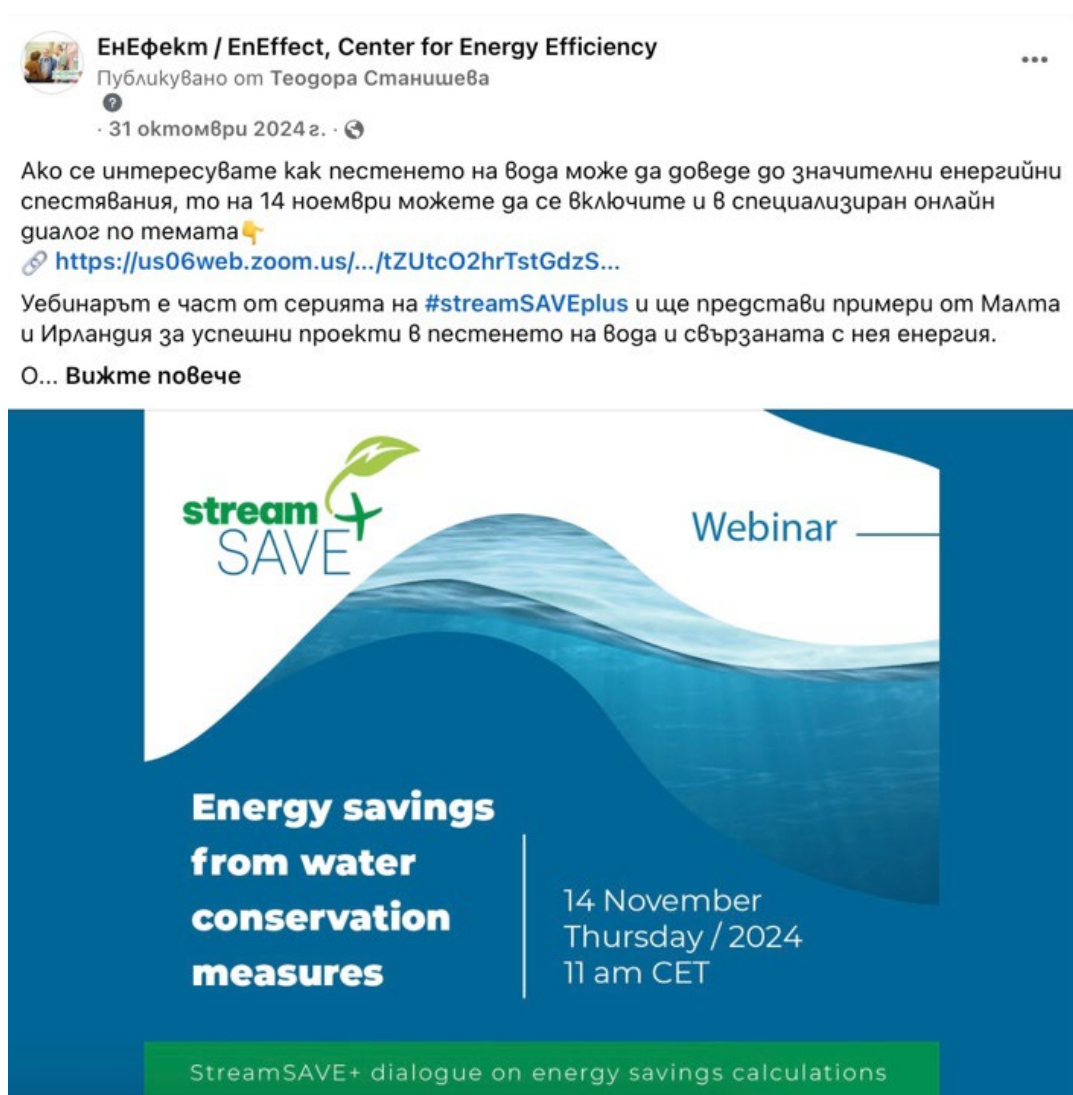 ЕнЕфект / EnEffect, Center for Energy Efficiency
Публикувано от Теодора Станишева
· 31 октомври 2024 г. ·
Ако се интересувате как пестенето на вода може да доведе до значителни енергийни
спестявания, то на 14 ноември можете да се включите и в специализиран онлайн
диалог по темата👇
🔗 https://us06web.zoom.us/.../tZUtcO2hrTstGdzS...
Уебинарът е част от серията на #streamSAVEplus и ще представи примери от Малта
и Ирландия за успешни проекти в пестенето на вода и свързаната с нея енергия.
О... Вижте повече
stream
SAVE
Webinar
Energy savings
from water
conservation
measures
14 November
Thursday / 2024
11 am CET
StreamSAVE+ dialogue on energy savings calculations